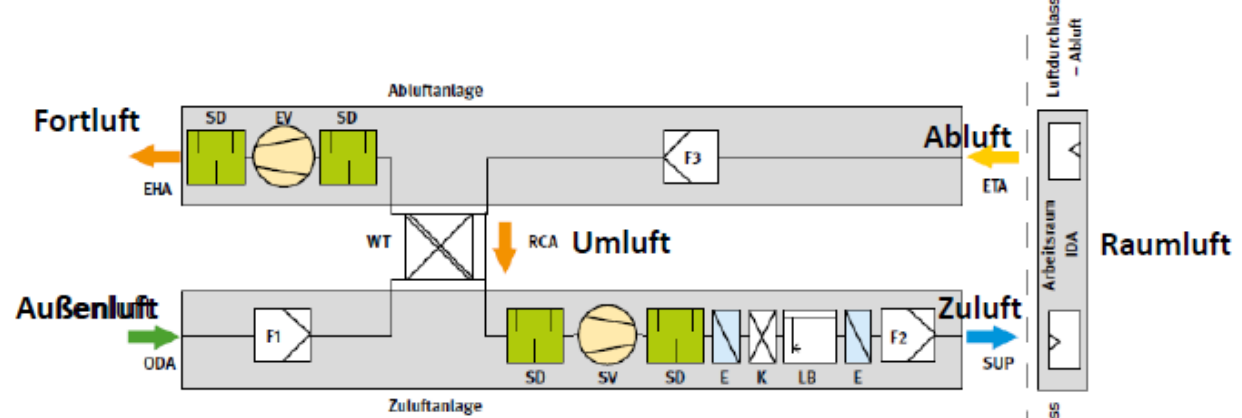 Luftdurchlass
– Abluft
Abluftanlage
Fortluft
SD EV SD
Abluft
F3
EHA
ETA
WT
RCA Umluft
Arbeitsraum
IDA
Raumluft
Außenluft
Zuluft
F1
F2
ODA
SUP
SD SV SD E K LB E
Zuluftanlage